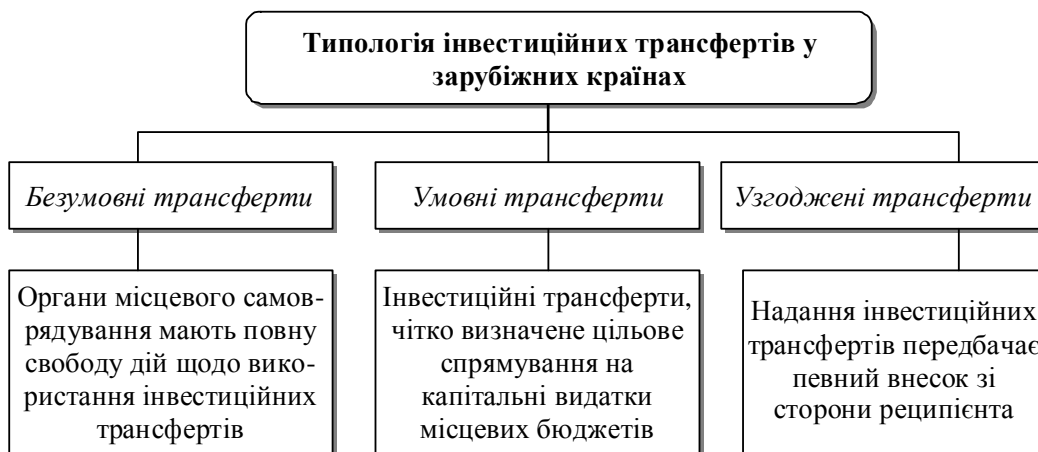 Типологія інвестиційних трансфертів у
зарубіжних країнах
Безумовні трансферти
Умовні трансферти
Узгоджені трансферти
Органи місцевого самов-
рядування мають повну
свободу дій щодо вико-
ристання інвестиційних
трансфертів
Інвестиційні трансферти,
чітко визначене цільове
спрямування на
капітальні видатки
місцевих бюджетів
Надання інвестиційних
трансфертів передбачає
певний внесок зі
сторони реципієнта